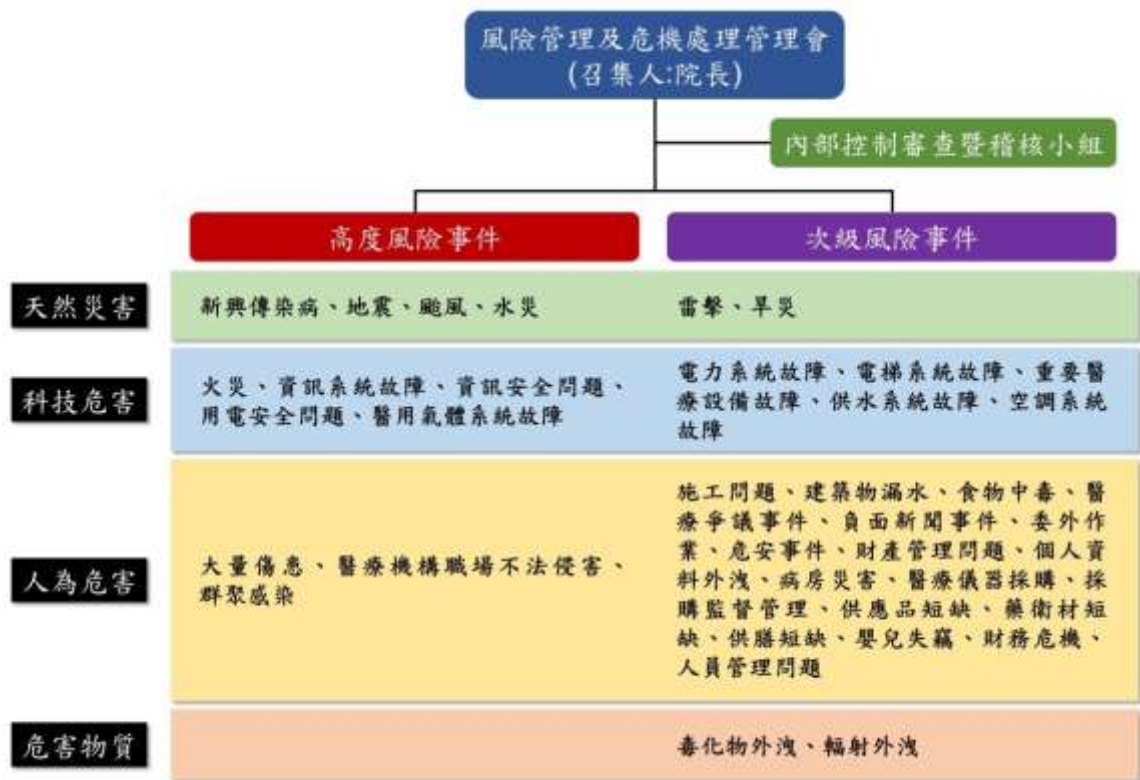 風險管理及危機處理管理會
(召集人:院長)
內部控制審查暨稽核小組
高度風險事件
次級風險事件
天然災害
新興傳染病、地震、颱風、水災
雷擊、旱災
科技危害
火災、資訊系統故障、資訊安全問題、
用電安全問題、醫用氣體系統故障
電力系統故障、電梯系統故障、重要醫
療設備故障、供水系統故障、空調系統
故障
人為危害
大量傷患、醫療機構職場不法侵害、
群聚感染
施工問題、建築物漏水、食物中毒、醫
療爭議事件、負面新聞事件、委外作
業、危安事件、財產管理問題、個人資
料外洩、病房災害、醫療儀器採購、採
購監督管理、供應品短缺、藥衛材短
缺、供膳短缺、嬰兒失竊、財務危機、
人員管理問題
危害物質
毒化物外洩、輻射外洩